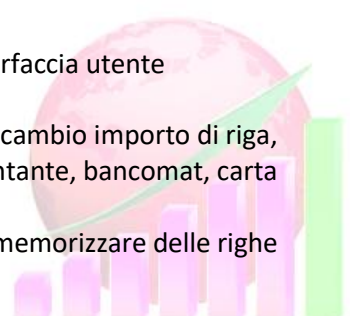 rfaccia utente
cambio importo di riga,
ntante, bancomat, carta
memorizzare delle righe